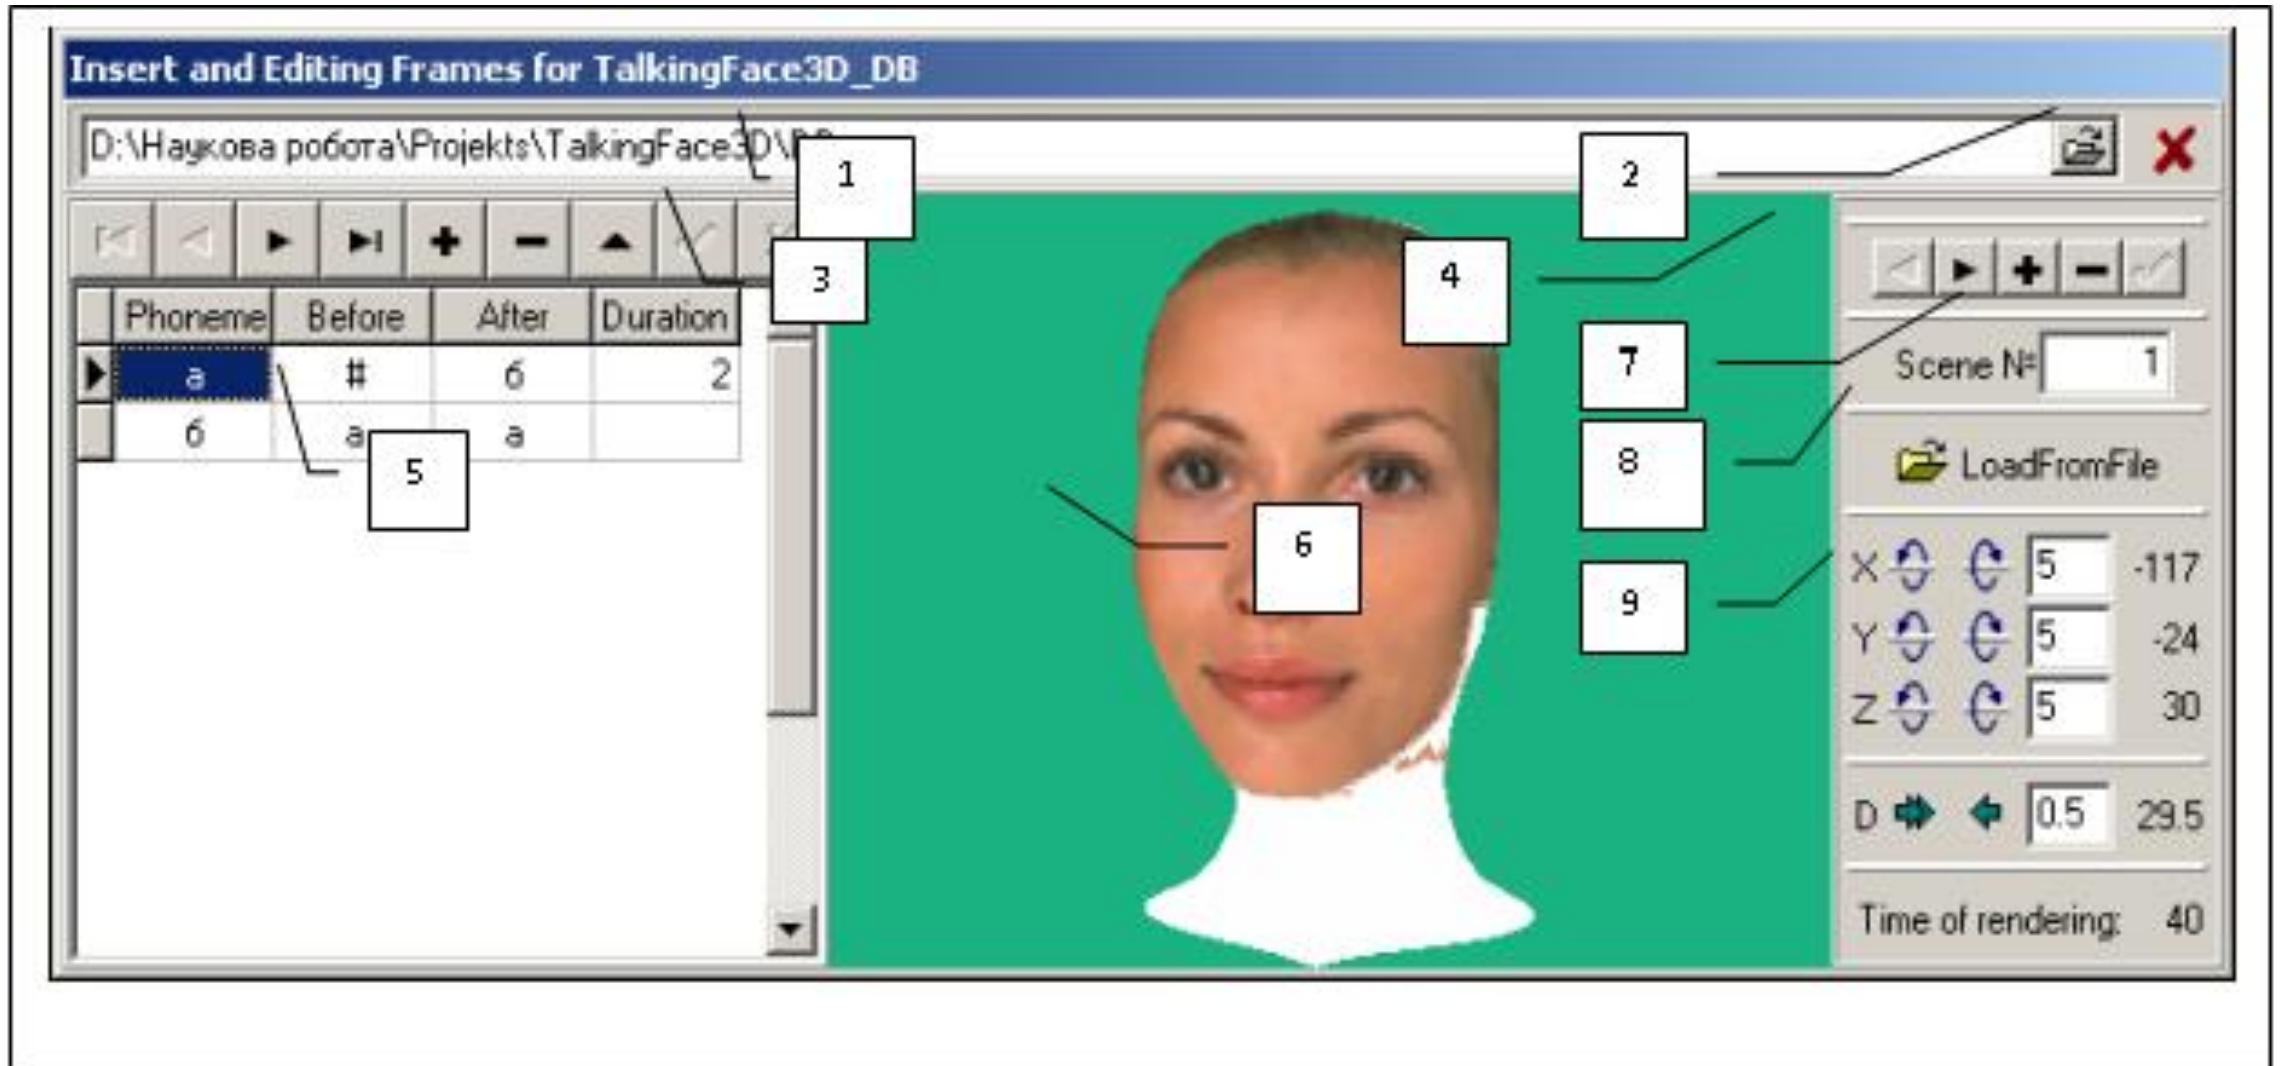 Insert and Editing Frames for TalkingFace3D_DB
D:\Наукова робота\Projekts\TalkingFace3D\
1
2
3
4
Phoneme Before After Duration
а # б 2
б а а
5
6
7
Scene № 1
8
LoadFromFile
9
X 5 -117
Y 5 -24
Z 5 30
D 0.5 29.5
Time of rendering: 40